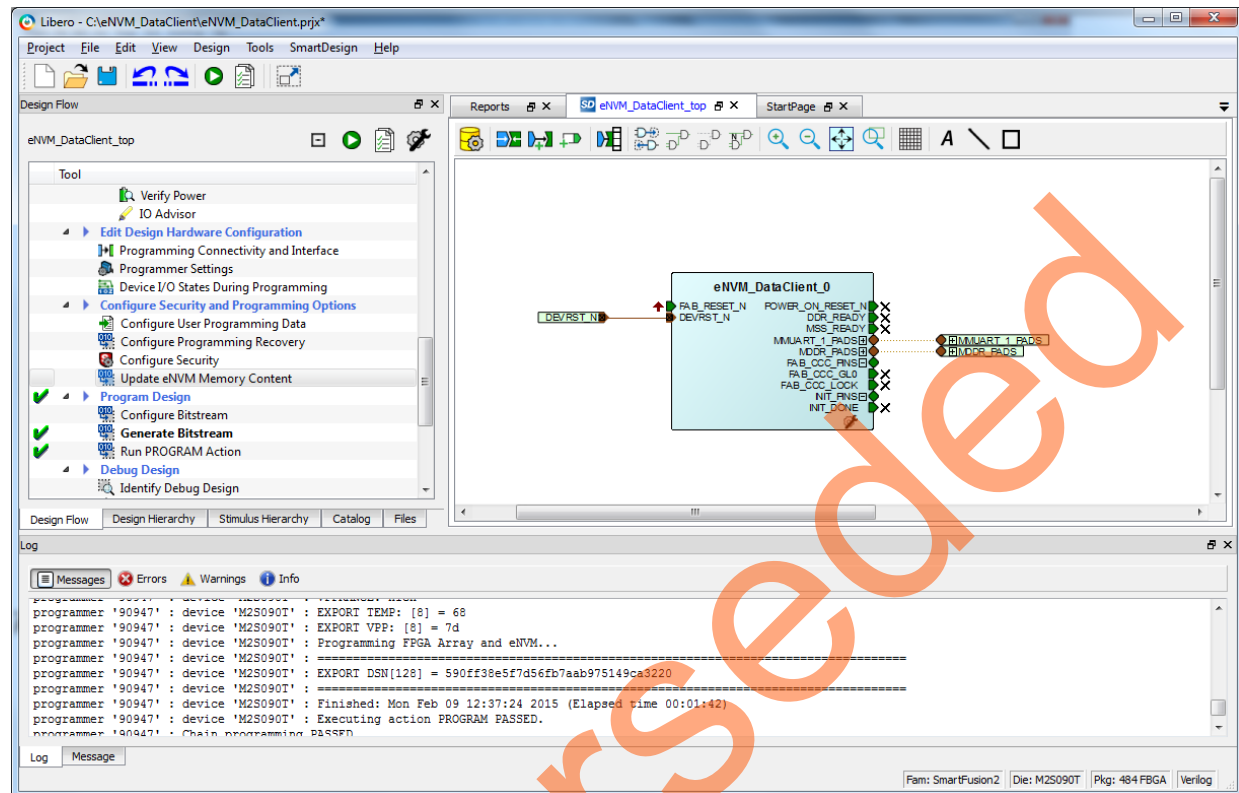 Libero - C:\eNVM_DataClient\eNVM_DataClient.prjx*
Project File Edit View Design Tools SmartDesign Help
Design Flow
Reports
eNVM_DataClient_top
StartPage
eNVM_DataClient_top
Tool
Verify Power
IO Advisor
Edit Design Hardware Configuration
Programming Connectivity and Interface
Programmer Settings
Device I/O States During Programming
Configure Security and Programming Options
Configure User Programming Data
Configure Programming Recovery
Configure Security
Update eNVM Memory Content
Program Design
Configure Bitstream
Generate Bitstream
Run PROGRAM Action
Debug Design
Identify Debug Design
Design Flow Design Hierarchy Stimulus Hierarchy Catalog Files
eNVM_DataClient_0
DEVRST_N
FAB_RESET_N
DEVRST_N
POWER_ON_RESET_N
DDR_READY
MSS_READY
MMUART_1_PADS
MDDR_PADS
FAB_CCC_PINS
FAB_CCC_GL0
FAB_CCC_LOCK
INIT_PINS
INIT_DONE
MMUART_1_PADS
MDDR_PADS
Log
Messages Errors Warnings Info
programmer '90947' : device 'M2S090T' : EXPORT TEMP: [8] = 68
programmer '90947' : device 'M2S090T' : EXPORT VPP: [8] = 7d
programmer '90947' : device 'M2S090T' : Programming FPGA Array and eNVM...
programmer '90947' : device 'M2S090T' : ==========================================================================
programmer '90947' : device 'M2S090T' : EXPORT DSN[128] = 590ff38e5f7d56fb7aab975149ca3220
programmer '90947' : device 'M2S090T' : ==========================================================================
programmer '90947' : device 'M2S090T' : Finished: Mon Feb 09 12:37:24 2015 (Elapsed time 00:01:42)
programmer '90947' : device 'M2S090T' : Executing action PROGRAM PASSED.
programmer '90947' : Chain programming PASSED
Log Message
Fam: SmartFusion2 Die: M2S090T Pkg: 484 FBGA Verilog
rseded